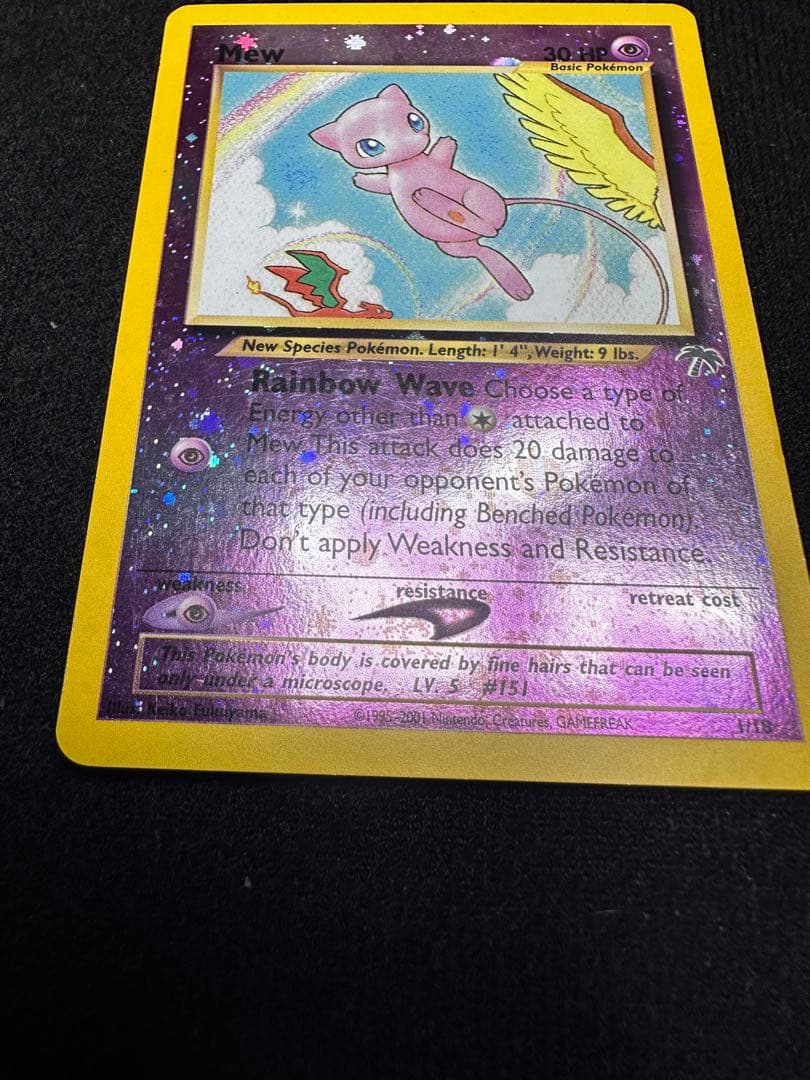 Mew 30 HP
Basic Pokémon
New Species Pokémon. Length: 1' 4", Weight: 9 lbs.
Rainbow Wave Choose a type of
Energy other than attached to
Mew. This attack does 20 damage to
each of your opponent's Pokémon of
that type (including Benched Pokémon).
Don't apply Weakness and Resistance.
weakness resistance retreat cost
This Pokémon's body is covered by fine hairs that can be seen
only under a microscope. LV. 5 #151
Illus. Keiko Fukuyama ©1995-2001 Nintendo, Creatures, GAMEFREAK. 1/18